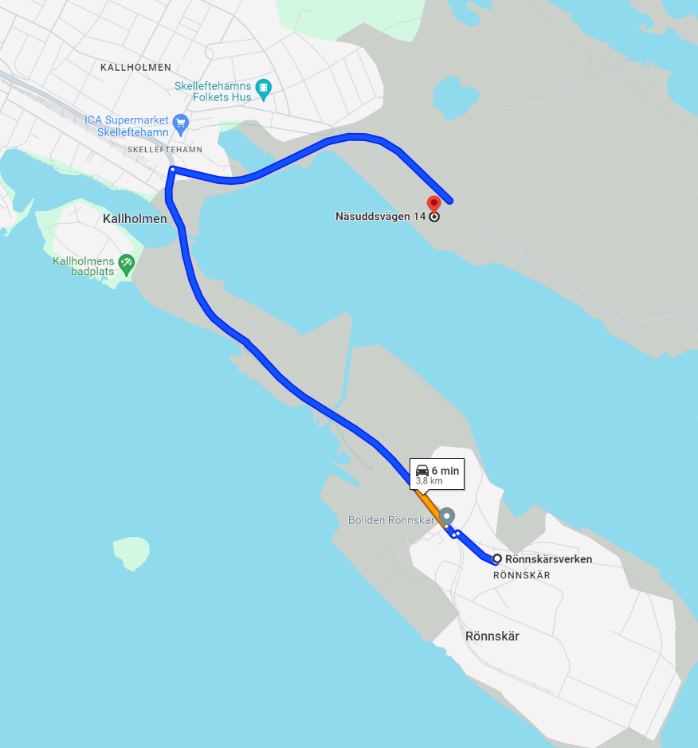 KALLHOLMEN
Skelleftehamns
Folkets Hus
ICA Supermarket
Skelleftehamn
SKELLEFTEHAMN
Kallholmen
Näsuddsvägen 14
Kallholmens
badplats
6 min
3,8 km
Boliden Rönnskär
Rönnskärsverken
RÖNNSKÄR
Rönnskär